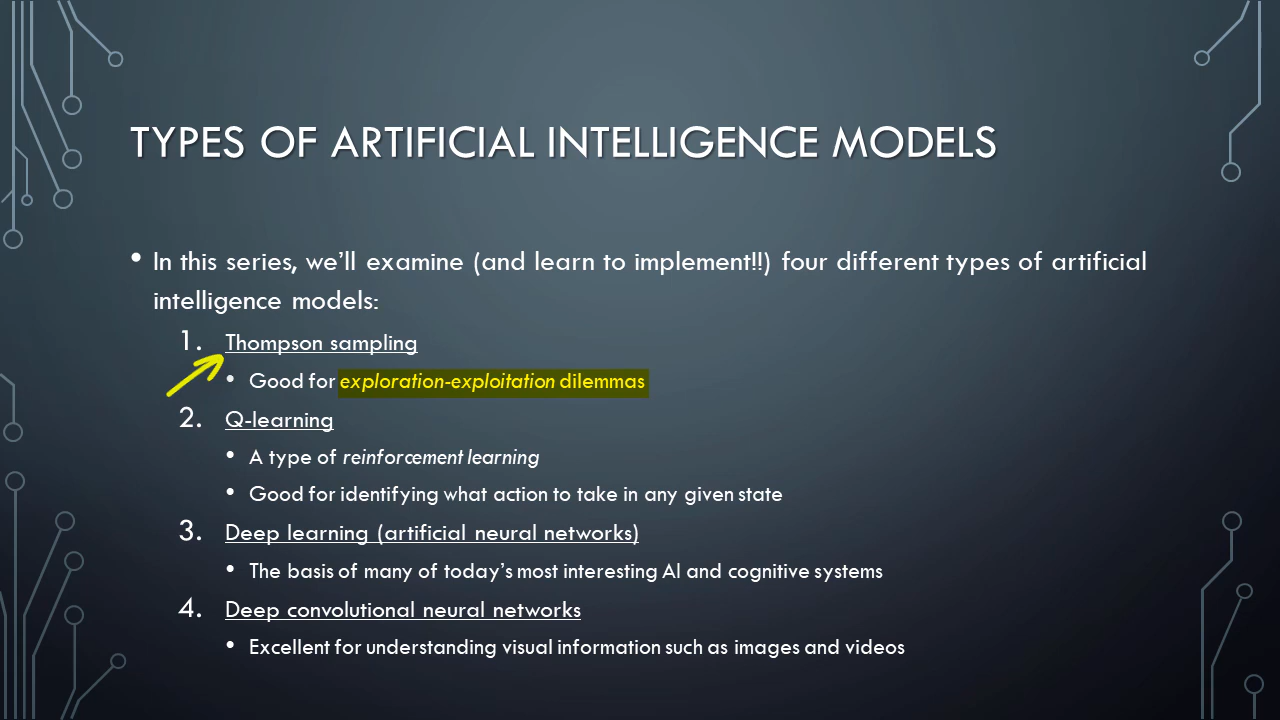 TYPES OF ARTIFICIAL INTELLIGENCE MODELS
• In this series, we'll examine (and learn to implement!!) four different types of artificial
intelligence models:
1. Thompson sampling
• Good for exploration-exploitation dilemmas
2. Q-learning
• A type of reinforcement learning
• Good for identifying what action to take in any given state
3. Deep learning (artificial neural networks)
• The basis of many of today's most interesting AI and cognitive systems
4. Deep convolutional neural networks
• Excellent for understanding visual information such as images and videos